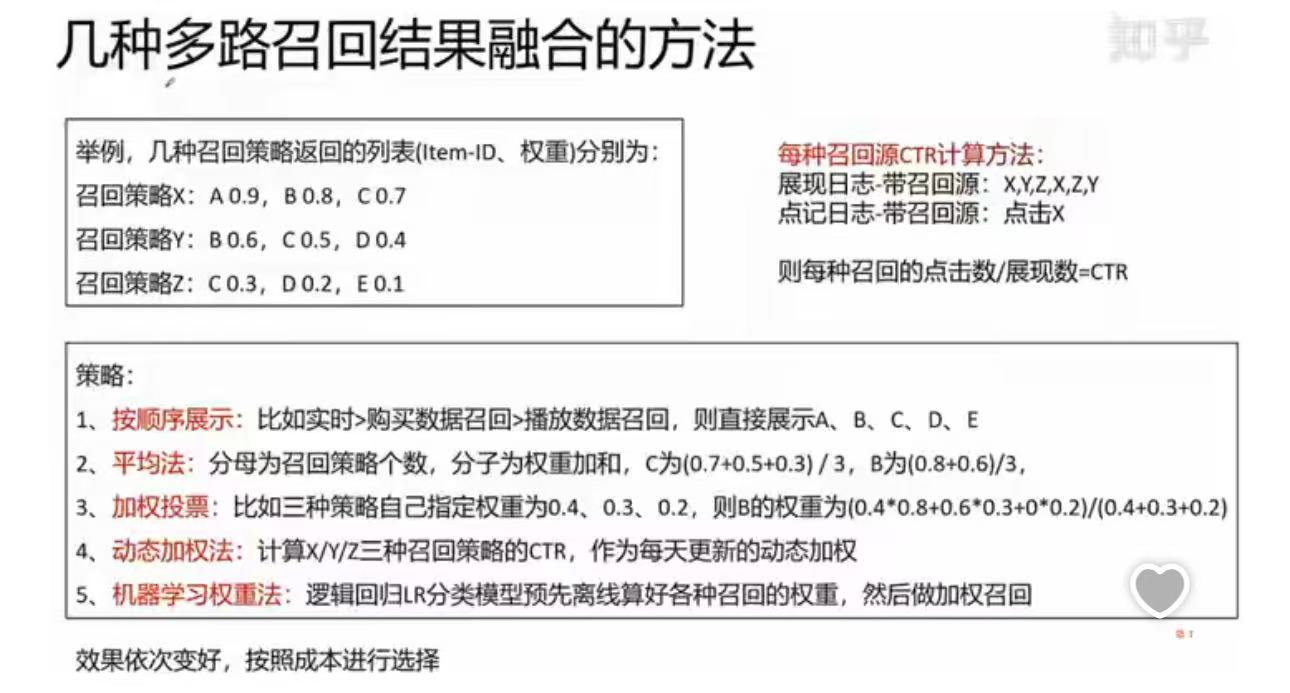 几种多路召回结果融合的方法
知乎
举例，几种召回策略返回的列表(Item-ID、权重)分别为：
召回策略X：A 0.9，B 0.8，C 0.7
召回策略Y：B 0.6，C 0.5，D 0.4
召回策略Z：C 0.3，D 0.2，E 0.1
每种召回源CTR计算方法：
展现日志-带召回源：X,Y,Z,X,Z,Y
点记日志-带召回源：点击X
则每种召回的点击数/展现数=CTR
策略：
1、按顺序展示：比如实时>购买数据召回>播放数据召回，则直接展示A、B、C、D、E
2、平均法：分母为召回策略个数，分子为权重加和，C为(0.7+0.5+0.3) / 3，B为(0.8+0.6)/3，
3、加权投票：比如三种策略自己指定权重为0.4、0.3、0.2，则B的权重为(0.4*0.8+0.6*0.3+0*0.2)/(0.4+0.3+0.2)
4、动态加权法：计算X/Y/Z三种召回策略的CTR，作为每天更新的动态加权
5、机器学习权重法：逻辑回归LR分类模型预先离线算好各种召回的权重，然后做加权召回
效果依次变好，按照成本进行选择